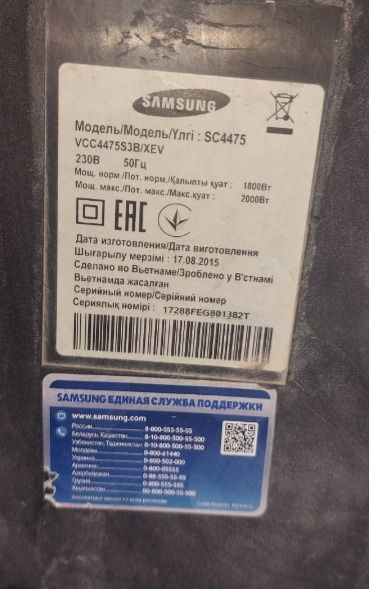 SAMSUNG
Модель/Модель/Үлгі : SC4475
VCC4475S3B/XEV
230В 50Гц
Мощ. норм./Пот. норм./Қалыпты қуат : 1800Вт
Мощ. макс./Пот. макс./Макс.қуат : 2000Вт
EAC
Дата изготовления/Дата виготовлення
Шығарылу мерзімі : 17.08.2015
Сделано во Вьетнаме/Зроблено у В'єтнамі
Вьетнамда жасалған
Серийный номер/Серійний номер
Сериялық нөмірі : 17288FEG801382T
SAMSUNG ЕДИНАЯ СЛУЖБА ПОДДЕРЖКИ
www.samsung.com
Россия 8-800-555-55-55
Беларусь, Казахстан 8-10-800-500-55-500
Узбекистан, Таджикистан 8-10-800-500-55-500
Молдова 0-800-61440
Украина 0-800-502-000
Армения 0-800-05555
Азербайджан 0-88-555-55-55
Грузия 0-800-555-555
Кыргызстан 00-800-500-55-500